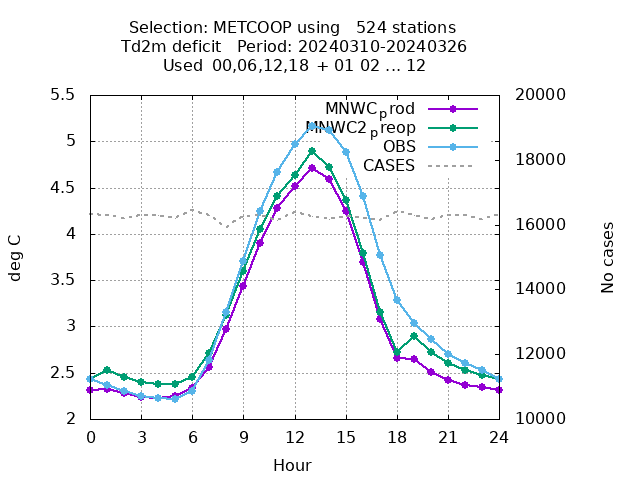 Selection: METCOOP using   524 stations
Td2m deficit   Period: 20240310-20240326
Used 00,06,12,18 + 01 02 ... 12
MNWCprod
MNWC2preop
OBS
CASES
5.5
5
4.5
4
3.5
3
2.5
2
20000
18000
16000
14000
12000
10000
deg C
No cases
0 3 6 9 12 15 18 21 24
Hour